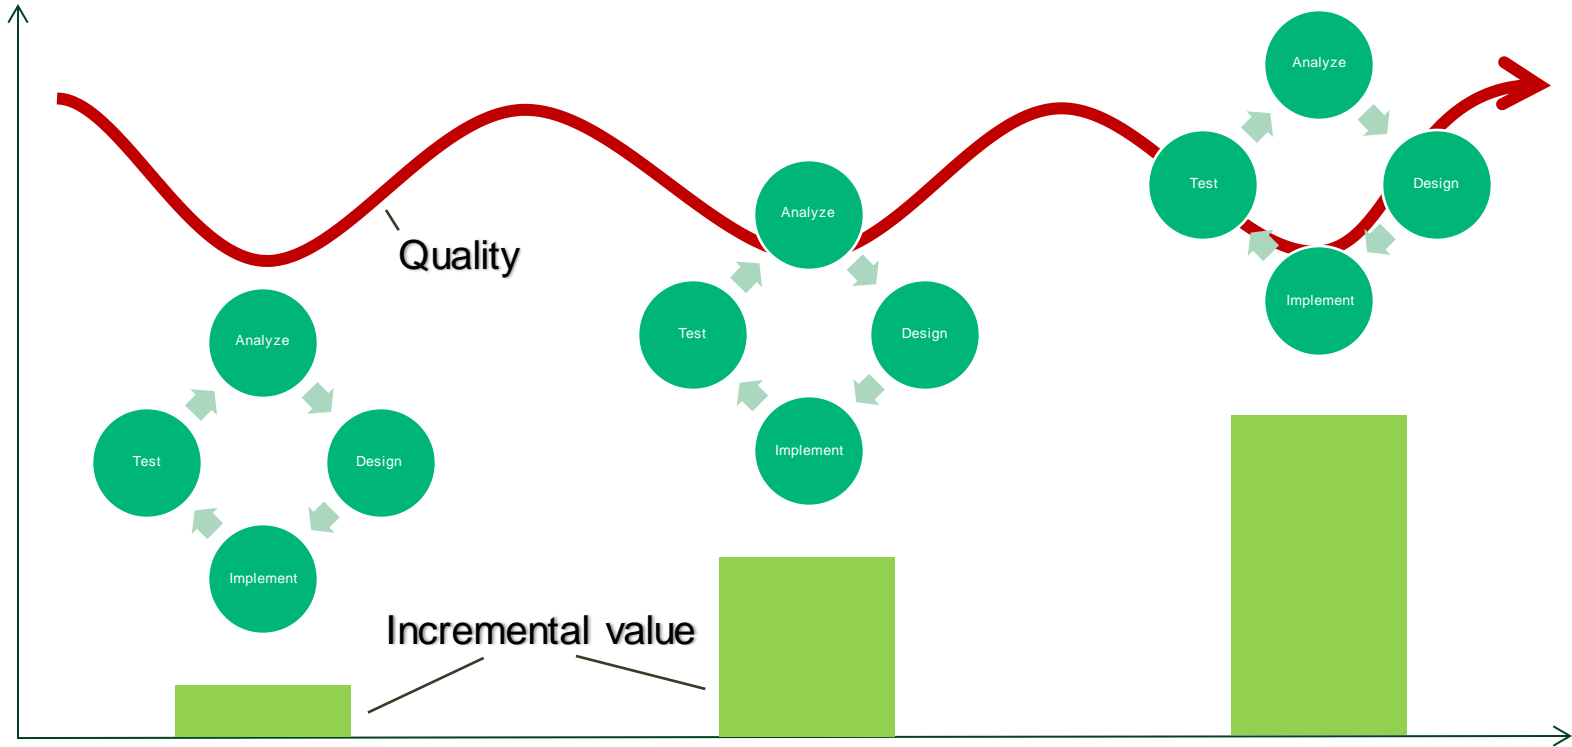 Analyze
Test
Design
Implement
Quality
Analyze
Test
Design
Implement
Incremental value
Analyze
Test
Design
Implement